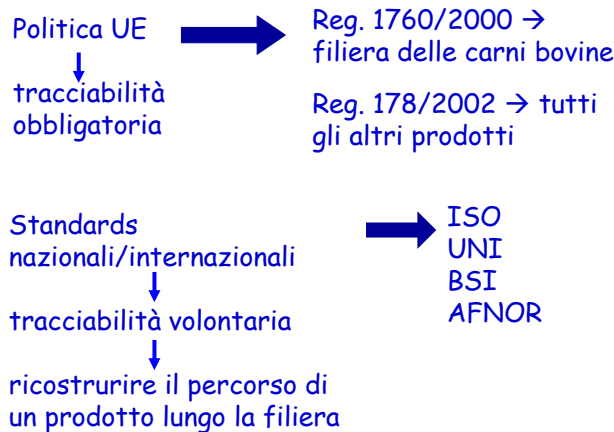 Politica UE
tracciabilità
obbligatoria
Reg. 1760/2000 →
filiera delle carni bovine
Reg. 178/2002 → tutti
gli altri prodotti
Standards
nazionali/internazionali
tracciabilità volontaria
ricostrurire il percorso di
un prodotto lungo la filiera
ISO
UNI
BSI
AFNOR